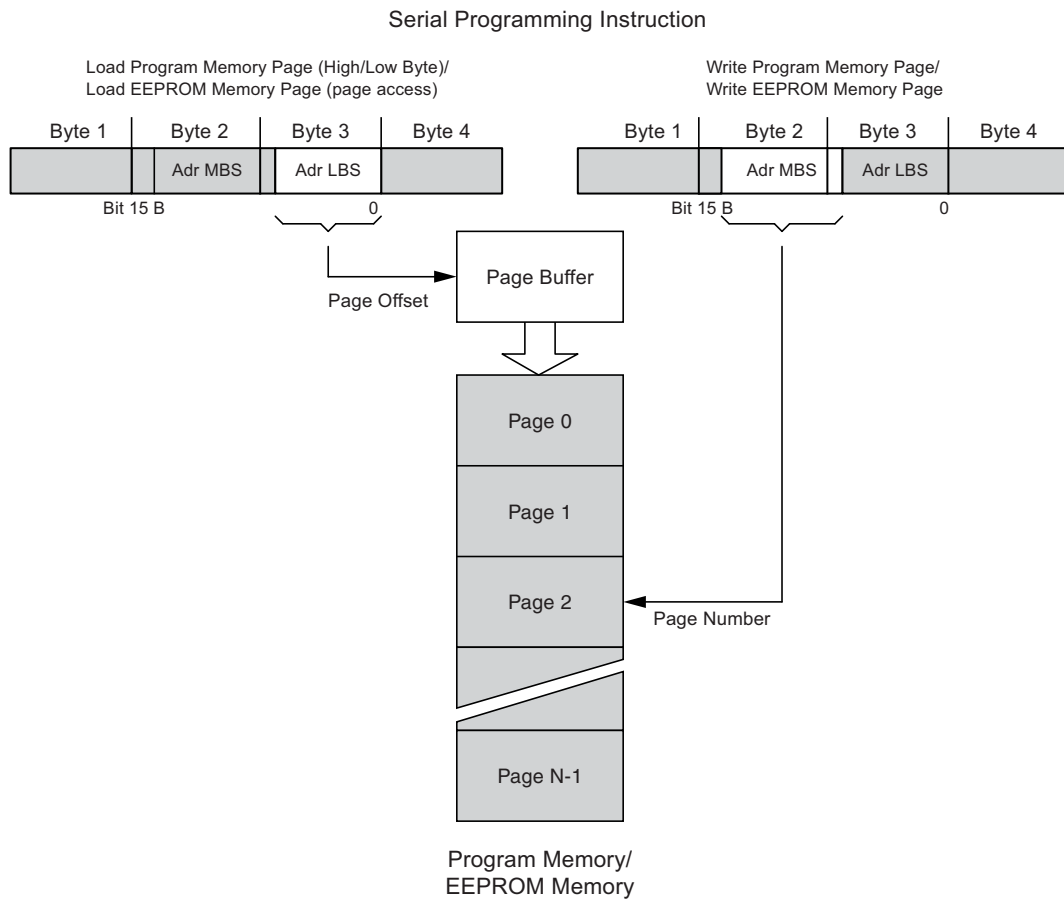 Serial Programming Instruction
Load Program Memory Page (High/Low Byte)/
Load EEPROM Memory Page (page access)
Write Program Memory Page/
Write EEPROM Memory Page
Byte 1 Byte 2 Byte 3 Byte 4
Adr MBS Adr LBS
Bit 15 B 0
Byte 1 Byte 2 Byte 3 Byte 4
Adr MBS Adr LBS
Bit 15 B 0
Page Buffer
Page Offset
Page 0
Page 1
Page 2
Page Number
Page N-1
Program Memory/
EEPROM Memory